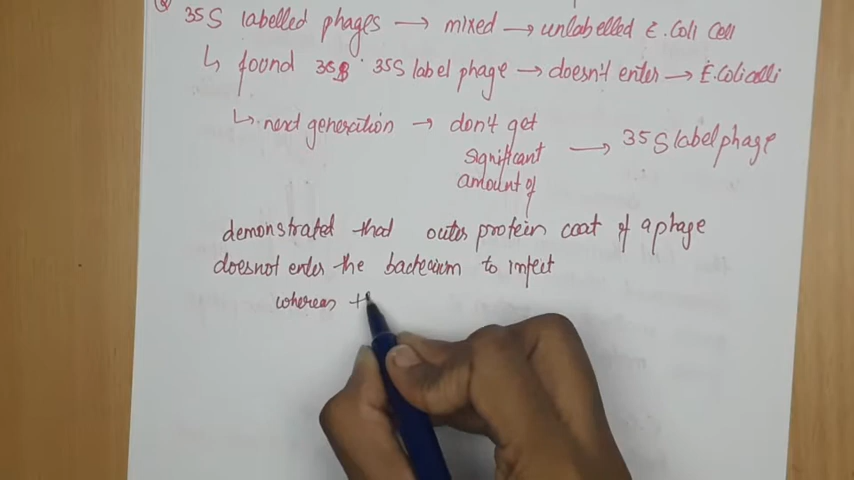 35S labelled phages → mixed → unlabelled E. Coli Cell
↳ found 35S 35S label phage → doesn't enter → E. Coli cells
↳ next generation → don't get significant amount of → 35S label phage
demonstrated that outer protein coat of a phage
doesnot enter the bacterium to infect
whereas